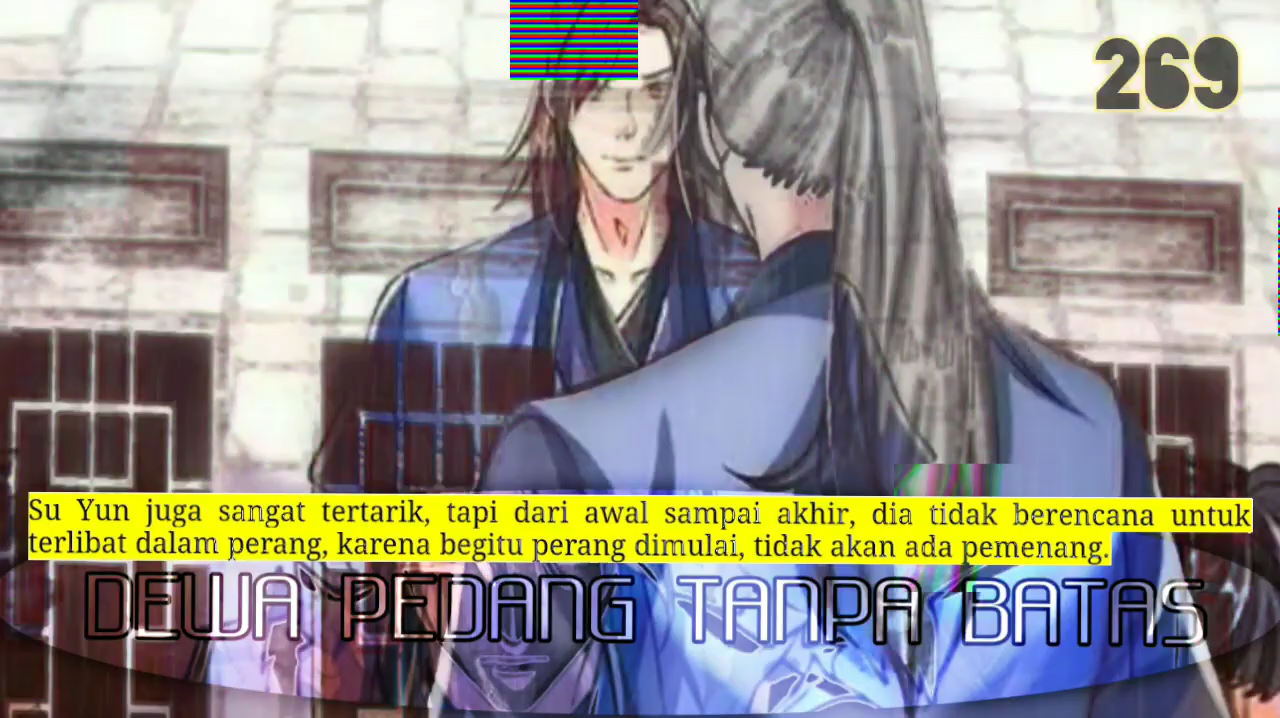 269
Su Yun juga sangat tertarik, tapi dari awal sampai akhir, dia tidak berencana untuk
terlibat dalam perang, karena begitu perang dimulai, tidak akan ada pemenang.
DEWA PEDANG TANPA BATAS